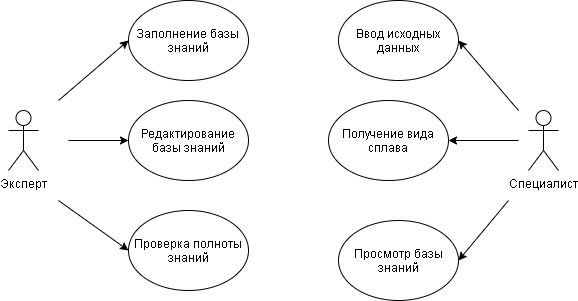 Заполнение базы
знаний
Ввод исходных
данных
Редактирование
базы знаний
Получение вида
сплава
Эксперт
Специалист
Проверка полноты
знаний
Просмотр базы
знаний